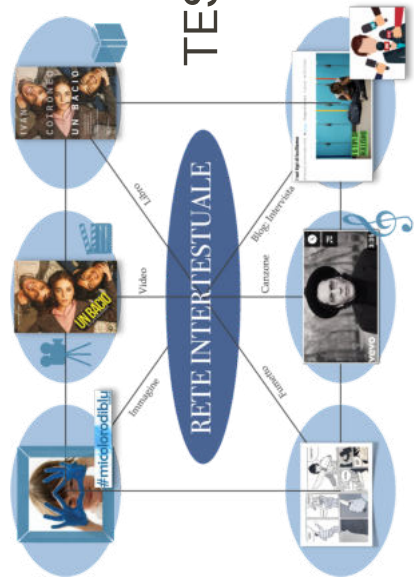 #micolorodiblu
UN BACIO
IVAN
COTRONEO
UN BACIO
Immagine
Video
Libro
RETE INTERTESTUALE
Fumetto
Canzone
Blog, Intervista
vevo
TES